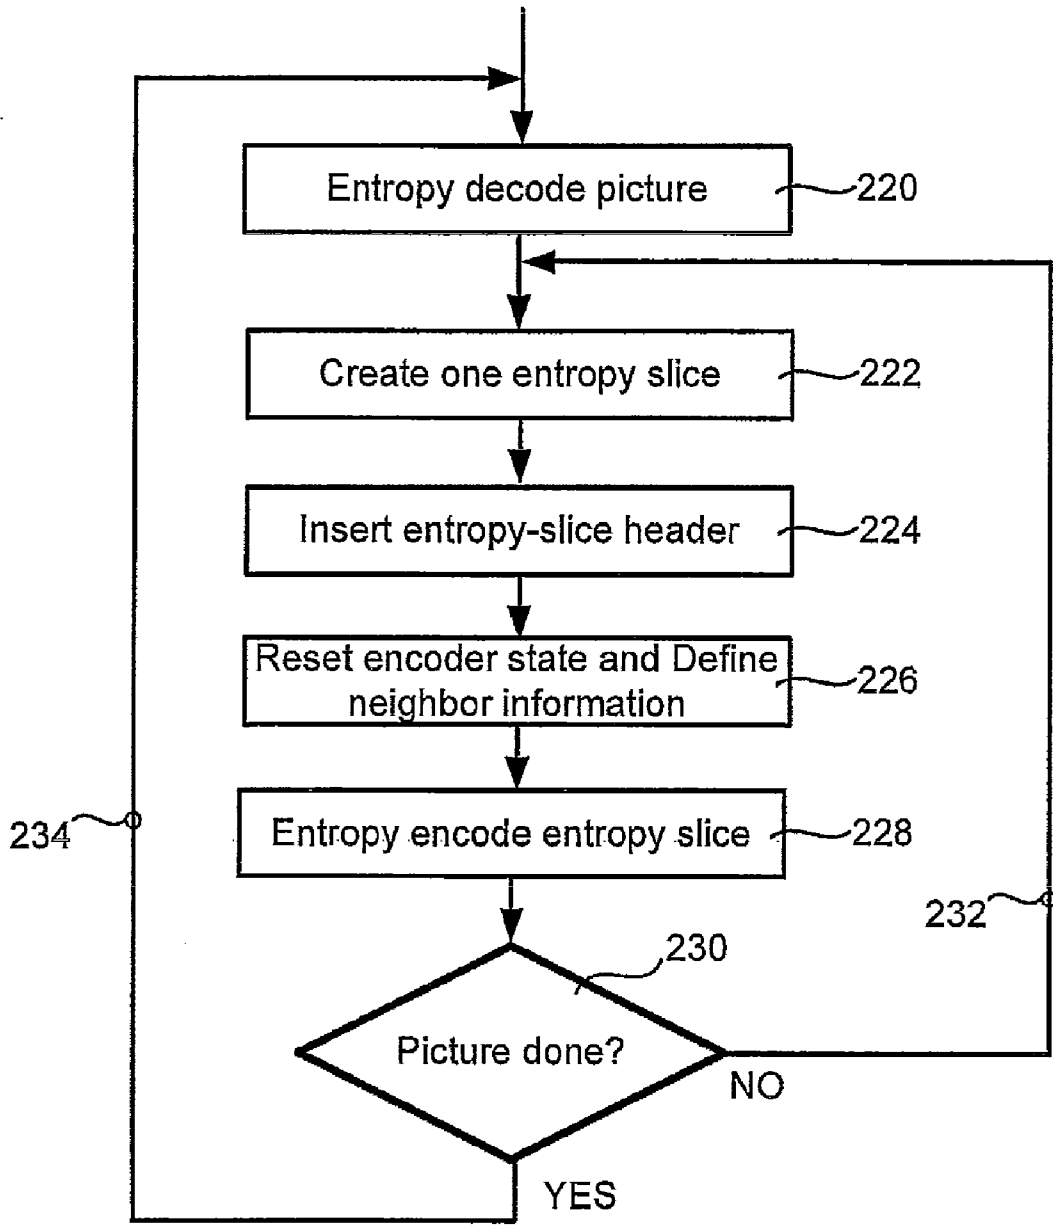 Entropy decode picture
220
Create one entropy slice
222
Insert entropy-slice header
224
Reset encoder state and Define
neighbor information
226
Entropy encode entropy slice
228
234
232
230
Picture done?
NO
YES